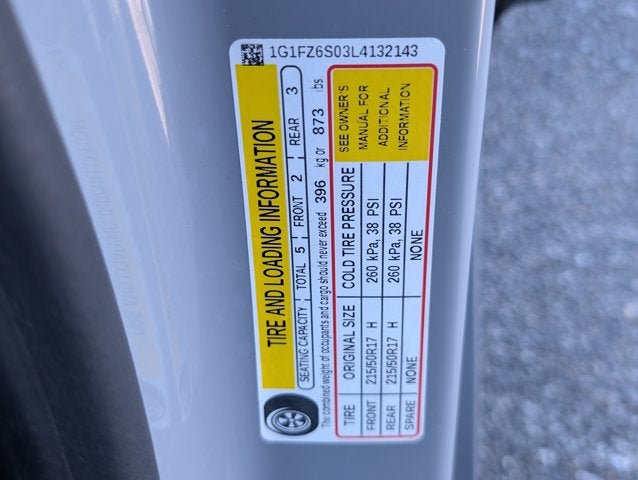 1G1FZ6S03L4132143
TIRE AND LOADING INFORMATION
SEATING CAPACITY TOTAL 5 FRONT 2 REAR 3
The combined weight of occupants and cargo should never exceed 396 kg or 873 lbs.
TIRE ORIGINAL SIZE COLD TIRE PRESSURE
FRONT 215/50R17 H 260 kPa, 38 PSI
REAR 215/50R17 H 260 kPa, 38 PSI
SPARE NONE NONE
SEE OWNER'S
MANUAL FOR
ADDITIONAL
INFORMATION